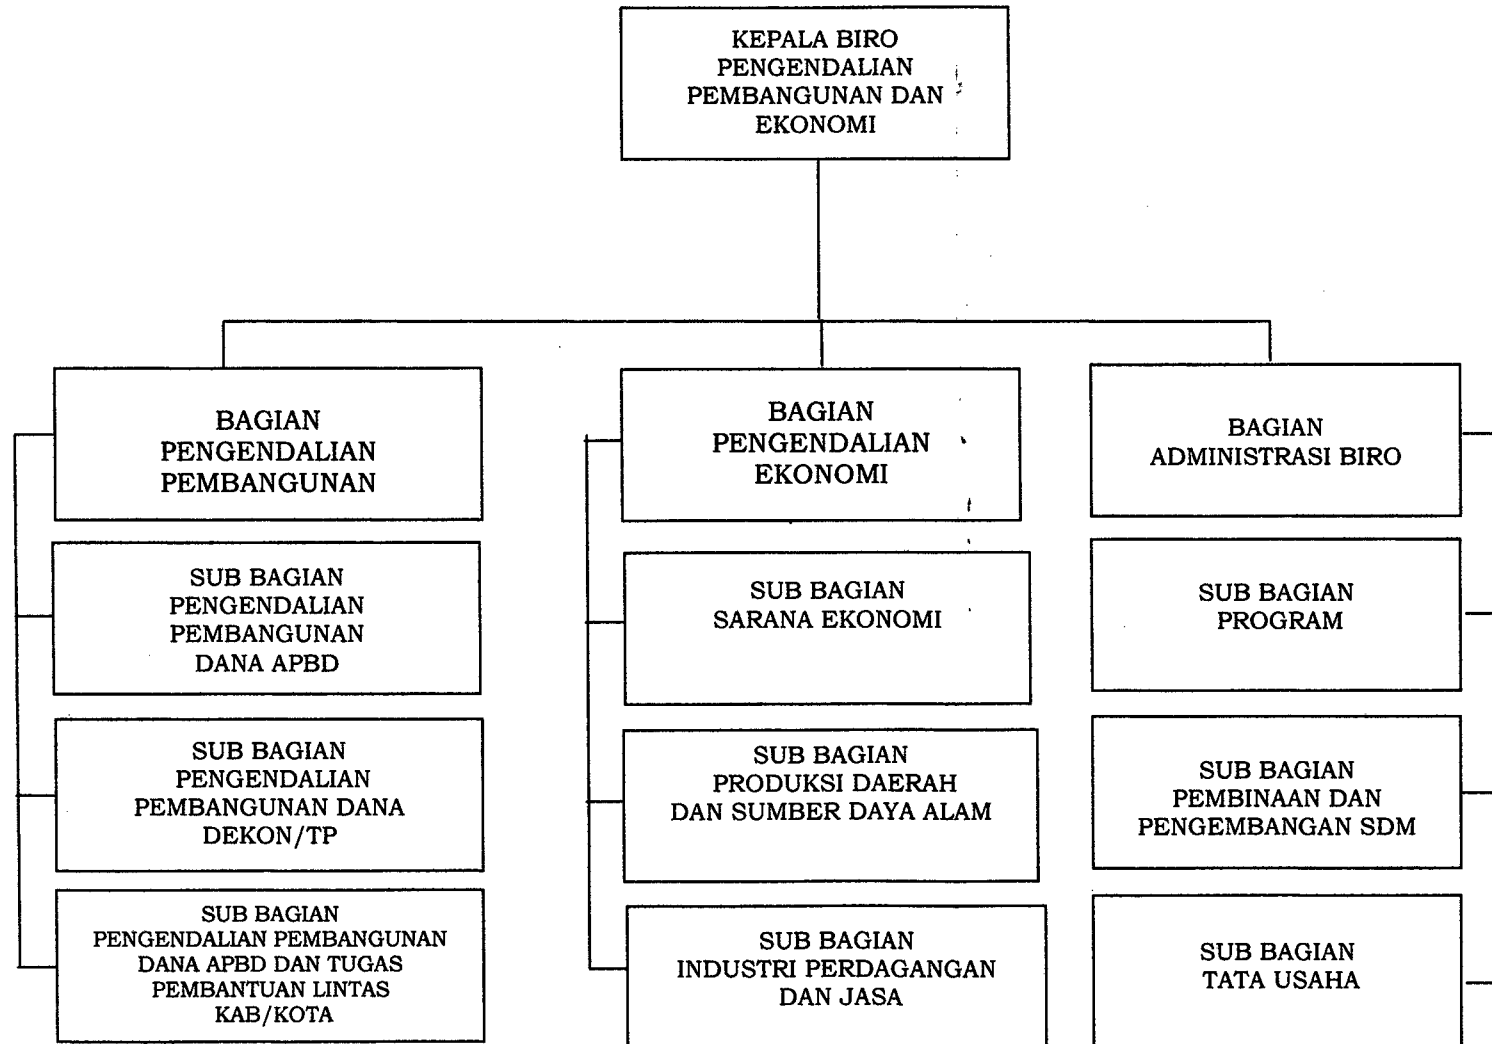 KEPALA BIRO
PENGENDALIAN
PEMBANGUNAN DAN
EKONOMI
BAGIAN
PENGENDALIAN
PEMBANGUNAN
SUB BAGIAN
PENGENDALIAN
PEMBANGUNAN
DANA APBD
SUB BAGIAN
PENGENDALIAN
PEMBANGUNAN DANA
DEKON/TP
SUB BAGIAN
PENGENDALIAN PEMBANGUNAN
DANA APBD DAN TUGAS
PEMBANTUAN LINTAS
KAB/KOTA
BAGIAN
PENGENDALIAN
EKONOMI
SUB BAGIAN
SARANA EKONOMI
SUB BAGIAN
PRODUKSI DAERAH
DAN SUMBER DAYA ALAM
SUB BAGIAN
INDUSTRI PERDAGANGAN
DAN JASA
BAGIAN
ADMINISTRASI BIRO
SUB BAGIAN
PROGRAM
SUB BAGIAN
PEMBINAAN DAN
PENGEMBANGAN SDM
SUB BAGIAN
TATA USAHA